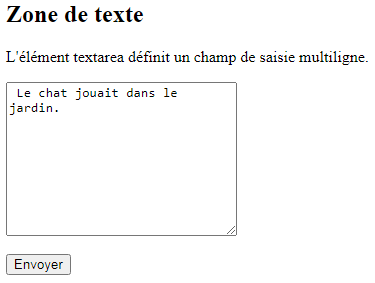 Zone de texte
L'élément textarea définit un champ de saisie multiligne.
Le chat jouait dans le
jardin.
Envoyer